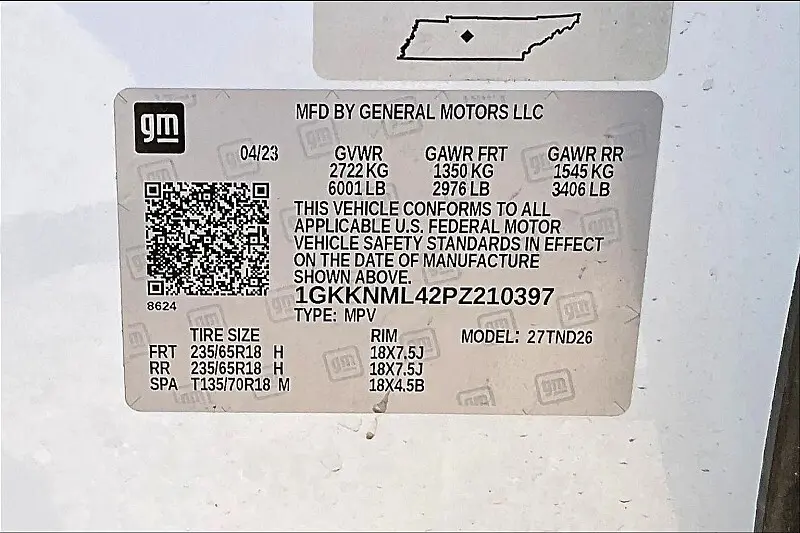 gm
MFD BY GENERAL MOTORS LLC
04/23 GVWR GAWR FRT GAWR RR
2722 KG 1350 KG 1545 KG
6001 LB 2976 LB 3406 LB
THIS VEHICLE CONFORMS TO ALL
APPLICABLE U.S. FEDERAL MOTOR
VEHICLE SAFETY STANDARDS IN EFFECT
ON THE DATE OF MANUFACTURE
SHOWN ABOVE.
1GKKNML42PZ210397
8624
TYPE: MPV
TIRE SIZE RIM MODEL: 27TND26
FRT 235/65R18 H 18X7.5J
RR 235/65R18 H 18X7.5J
SPA T135/70R18 M 18X4.5B